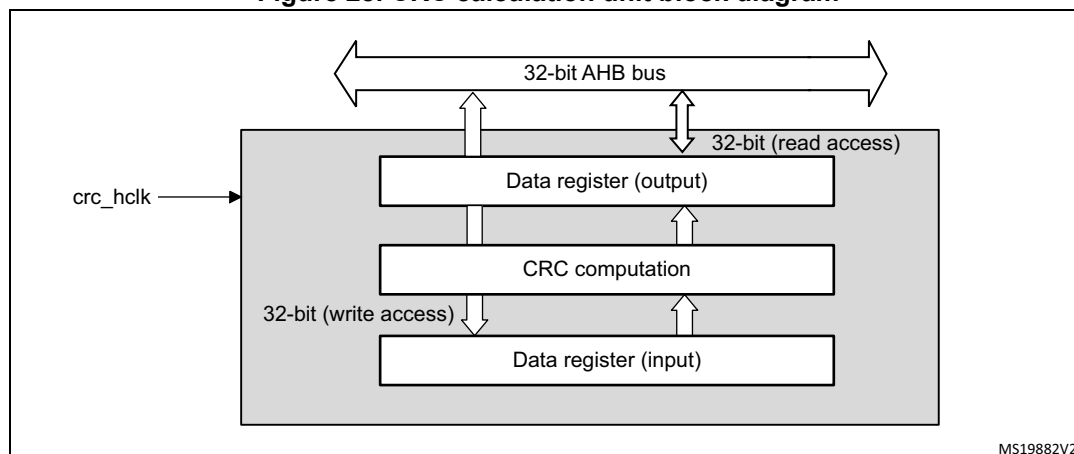 32-bit AHB bus
32-bit (read access)
Data register (output)
crc_hclk
CRC computation
32-bit (write access)
Data register (input)
MS19882V2